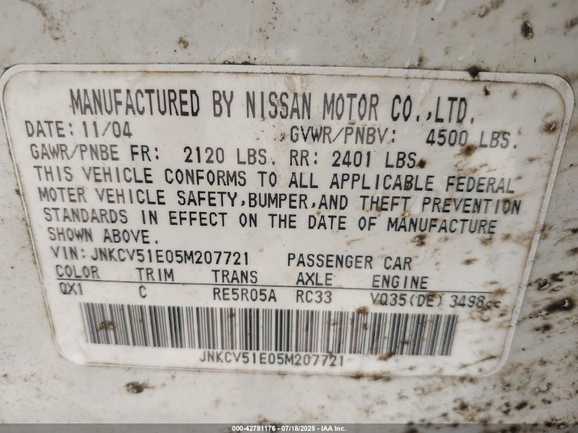 MANUFACTURED BY NISSAN MOTOR CO.,LTD.
DATE: 11/04 GVWR/PNBV: 4500 LBS.
GAWR/PNBE FR: 2120 LBS. RR: 2401 LBS.
THIS VEHICLE CONFORMS TO ALL APPLICABLE FEDERAL
MOTER VEHICLE SAFETY,BUMPER,AND THEFT PREVENTION
STANDARDS IN EFFECT ON THE DATE OF MANUFACTURE
SHOWN ABOVE.
VIN: JNKCV51E05M207721 PASSENGER CAR
COLOR TRIM TRANS AXLE ENGINE
QX1 C RE5R05A RC33 VQ35(DE) 3498cc
JNKCV51E05M207721
000-42781176 - 07/18/2025 - IAA Inc.